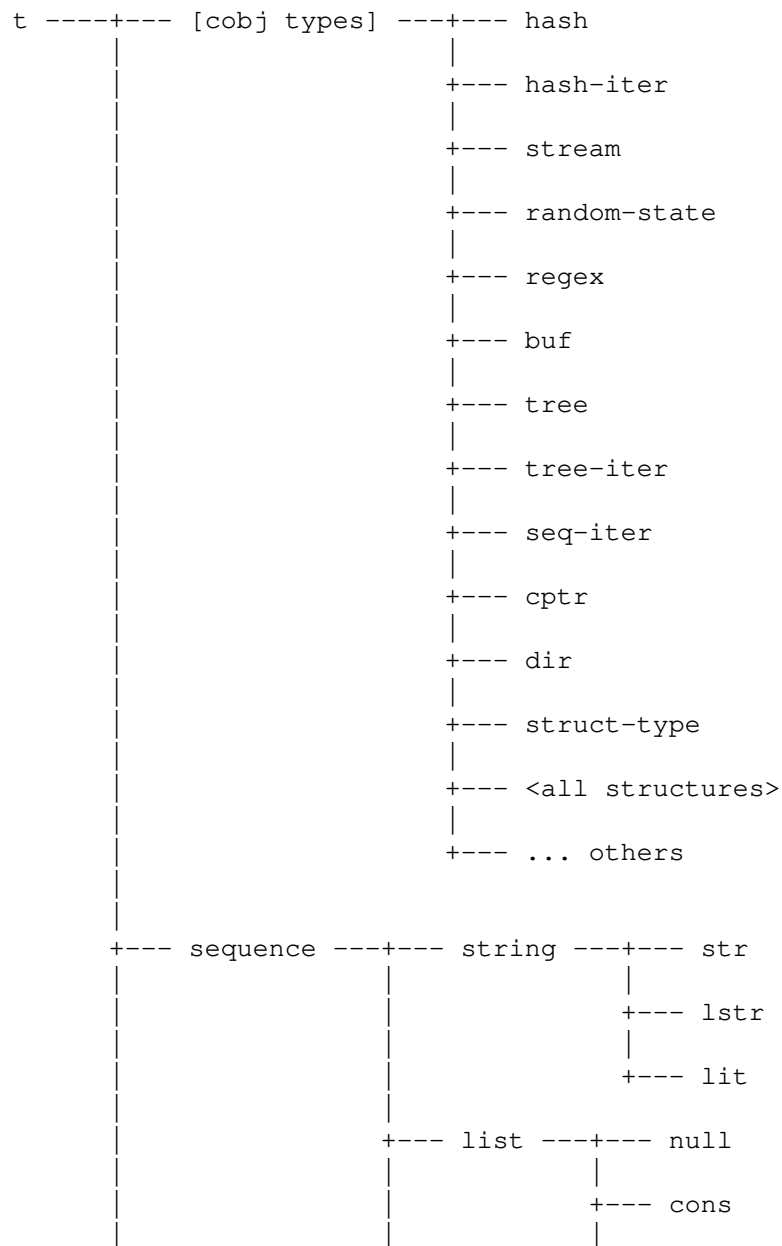 t ----+--- [cobj types] ---+--- hash
|                    |
|                    +--- hash-iter
|                    |
|                    +--- stream
|                    |
|                    +--- random-state
|                    |
|                    +--- regex
|                    |
|                    +--- buf
|                    |
|                    +--- tree
|                    |
|                    +--- tree-iter
|                    |
|                    +--- seq-iter
|                    |
|                    +--- cptr
|                    |
|                    +--- dir
|                    |
|                    +--- struct-type
|                    |
|                    +--- <all structures>
|                    |
|                    +--- ... others
|
|
+--- sequence ---+--- string ---+--- str
|                |              |
|                |              +--- lstr
|                |              |
|                |              +--- lit
|                |
|                +--- list ---+--- null
|                |            |
|                |            +--- cons
|                |            |